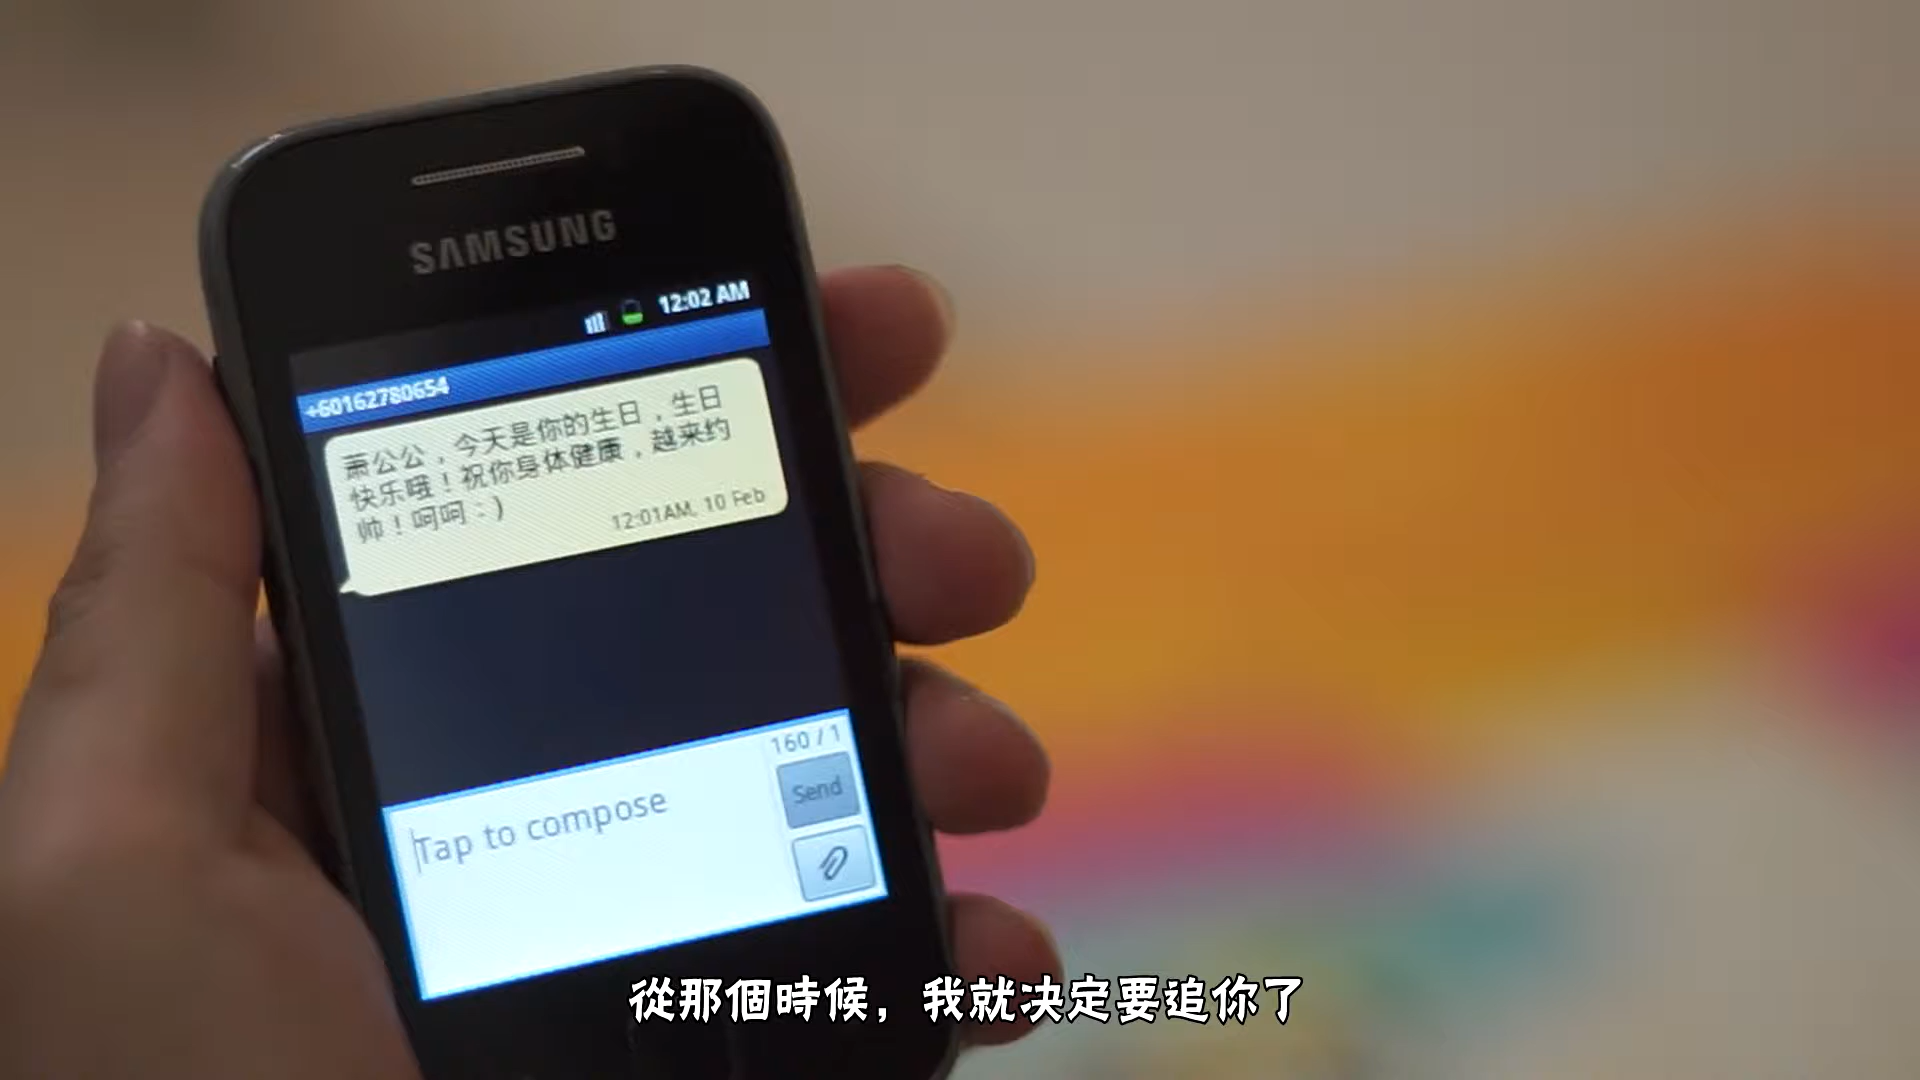 SAMSUNG
12:02 AM
+60162780654
萧公公，今天是你的生日，生日
快乐哦！祝你身体健康，越来约
帅！呵呵：)
12:01AM, 10 Feb
160 / 1
Tap to compose
Send
從那個時候，我就決定要追你了